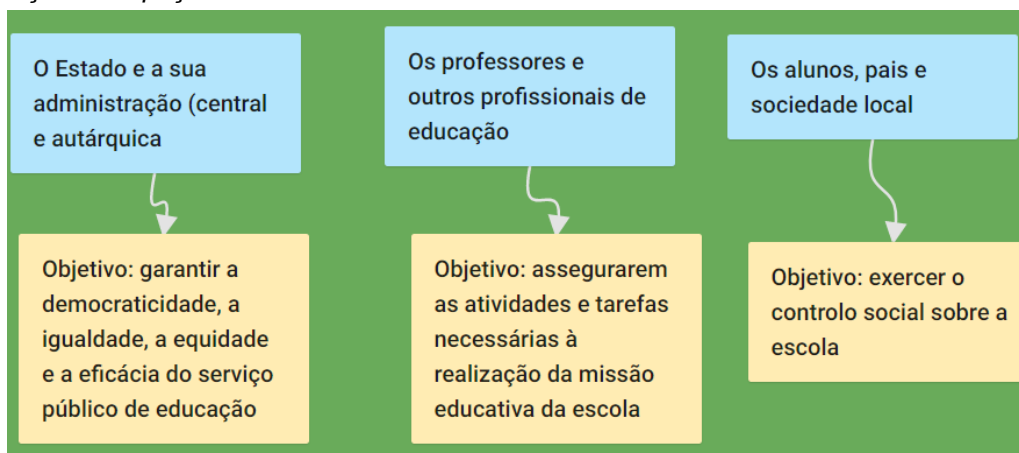 O Estado e a sua
administração (central
e autárquica
Objetivo: garantir a
democraticidade, a
igualdade, a equidade
e a eficácia do serviço
público de educação
Os professores e
outros profissionais de
educação
Objetivo: assegurarem
as atividades e tarefas
necessárias à
realização da missão
educativa da escola
Os alunos, pais e
sociedade local
Objetivo: exercer o
controlo social sobre a
escola